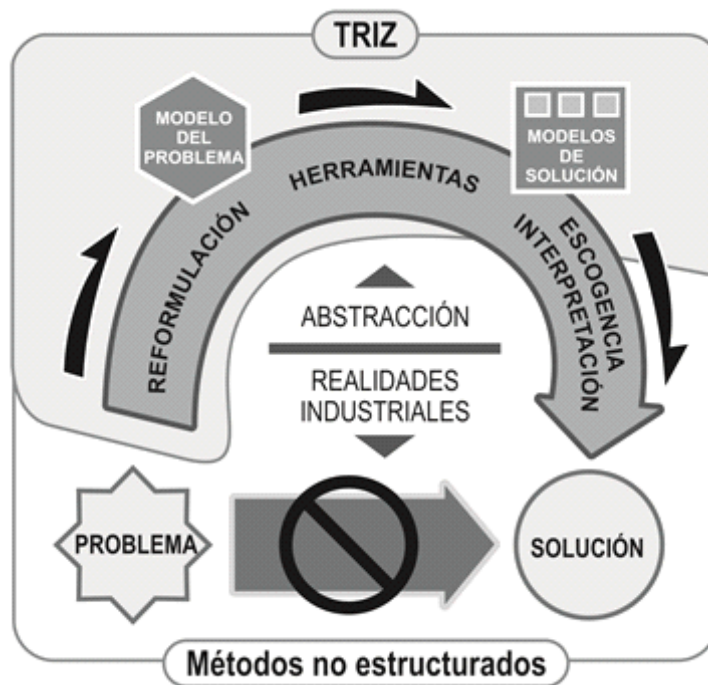 TRIZ
MODELO
DEL
PROBLEMA
MODELOS
DE
SOLUCIÓN
REFORMULACIÓN
HERRAMIENTAS
ESCOGENCIA
INTERPRETACIÓN
ABSTRACCIÓN
REALIDADES
INDUSTRIALES
PROBLEMA
SOLUCIÓN
Métodos no estructurados